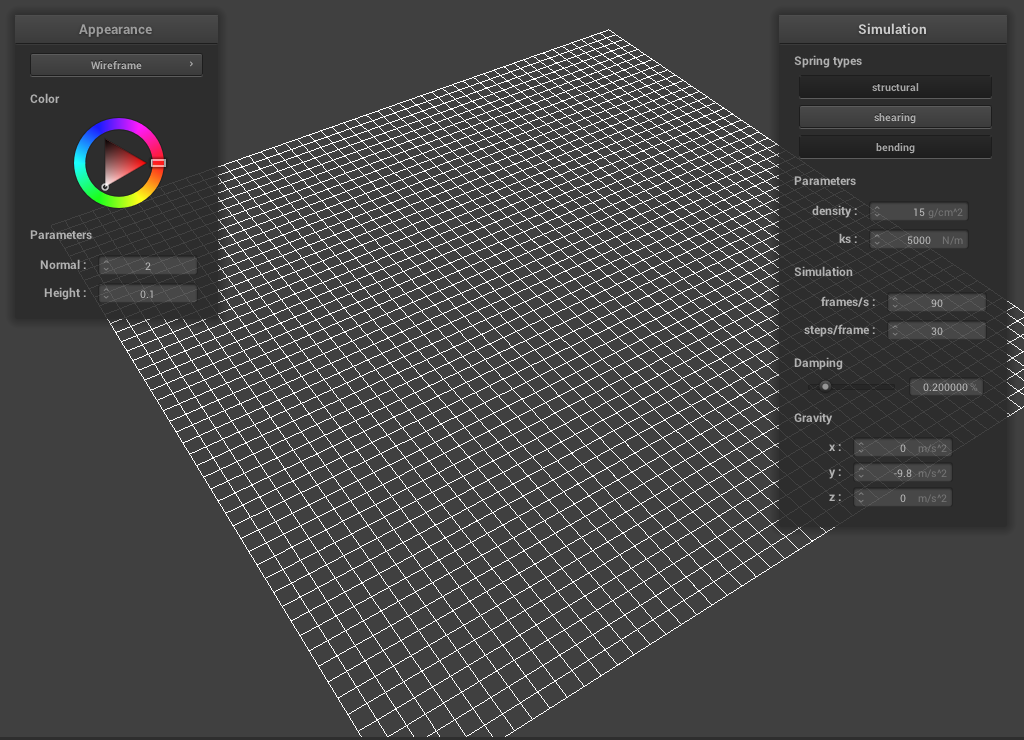 Appearance
Wireframe
Color
Parameters
Normal : 2
Height : 0.1
Simulation
Spring types
structural
shearing
bending
Parameters
density : 15 g/cm^2
ks : 5000 N/m
Simulation
frames/s : 90
steps/frame : 30
Damping
0.200000 %
Gravity
x : 0 m/s^2
y : -9.8 m/s^2
z : 0 m/s^2